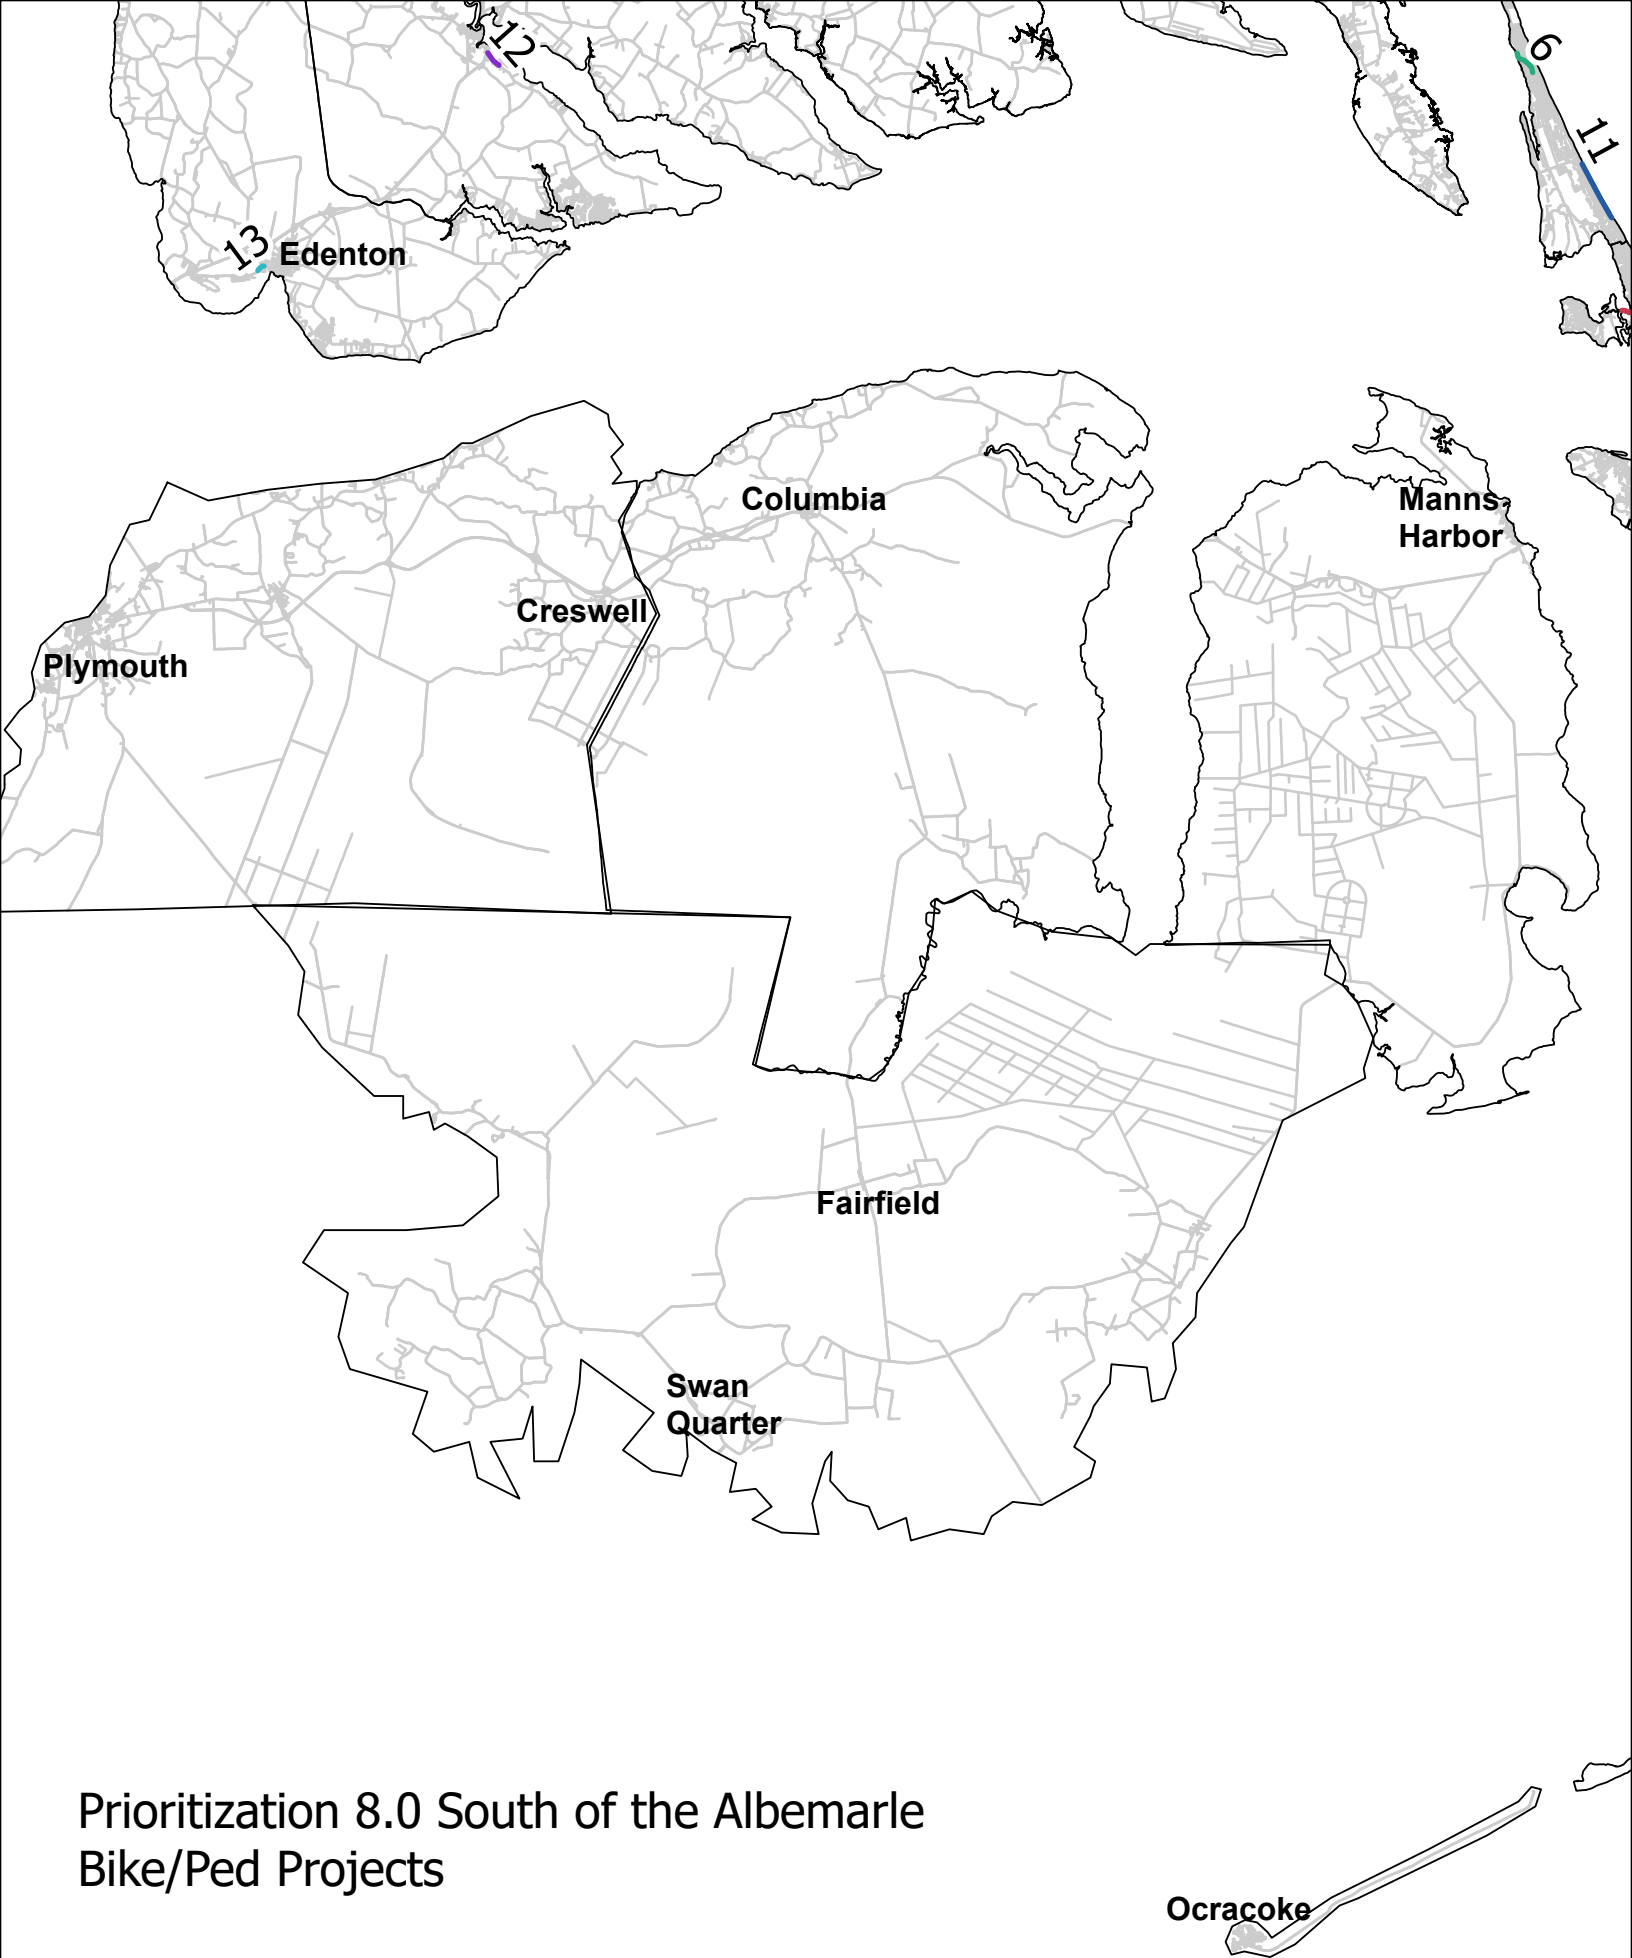 12
6
11
13
Edenton
Columbia
Manns
Harbor
Creswell
Plymouth
Fairfield
Swan
Quarter
Prioritization 8.0 South of the Albemarle
Bike/Ped Projects
Ocracoke